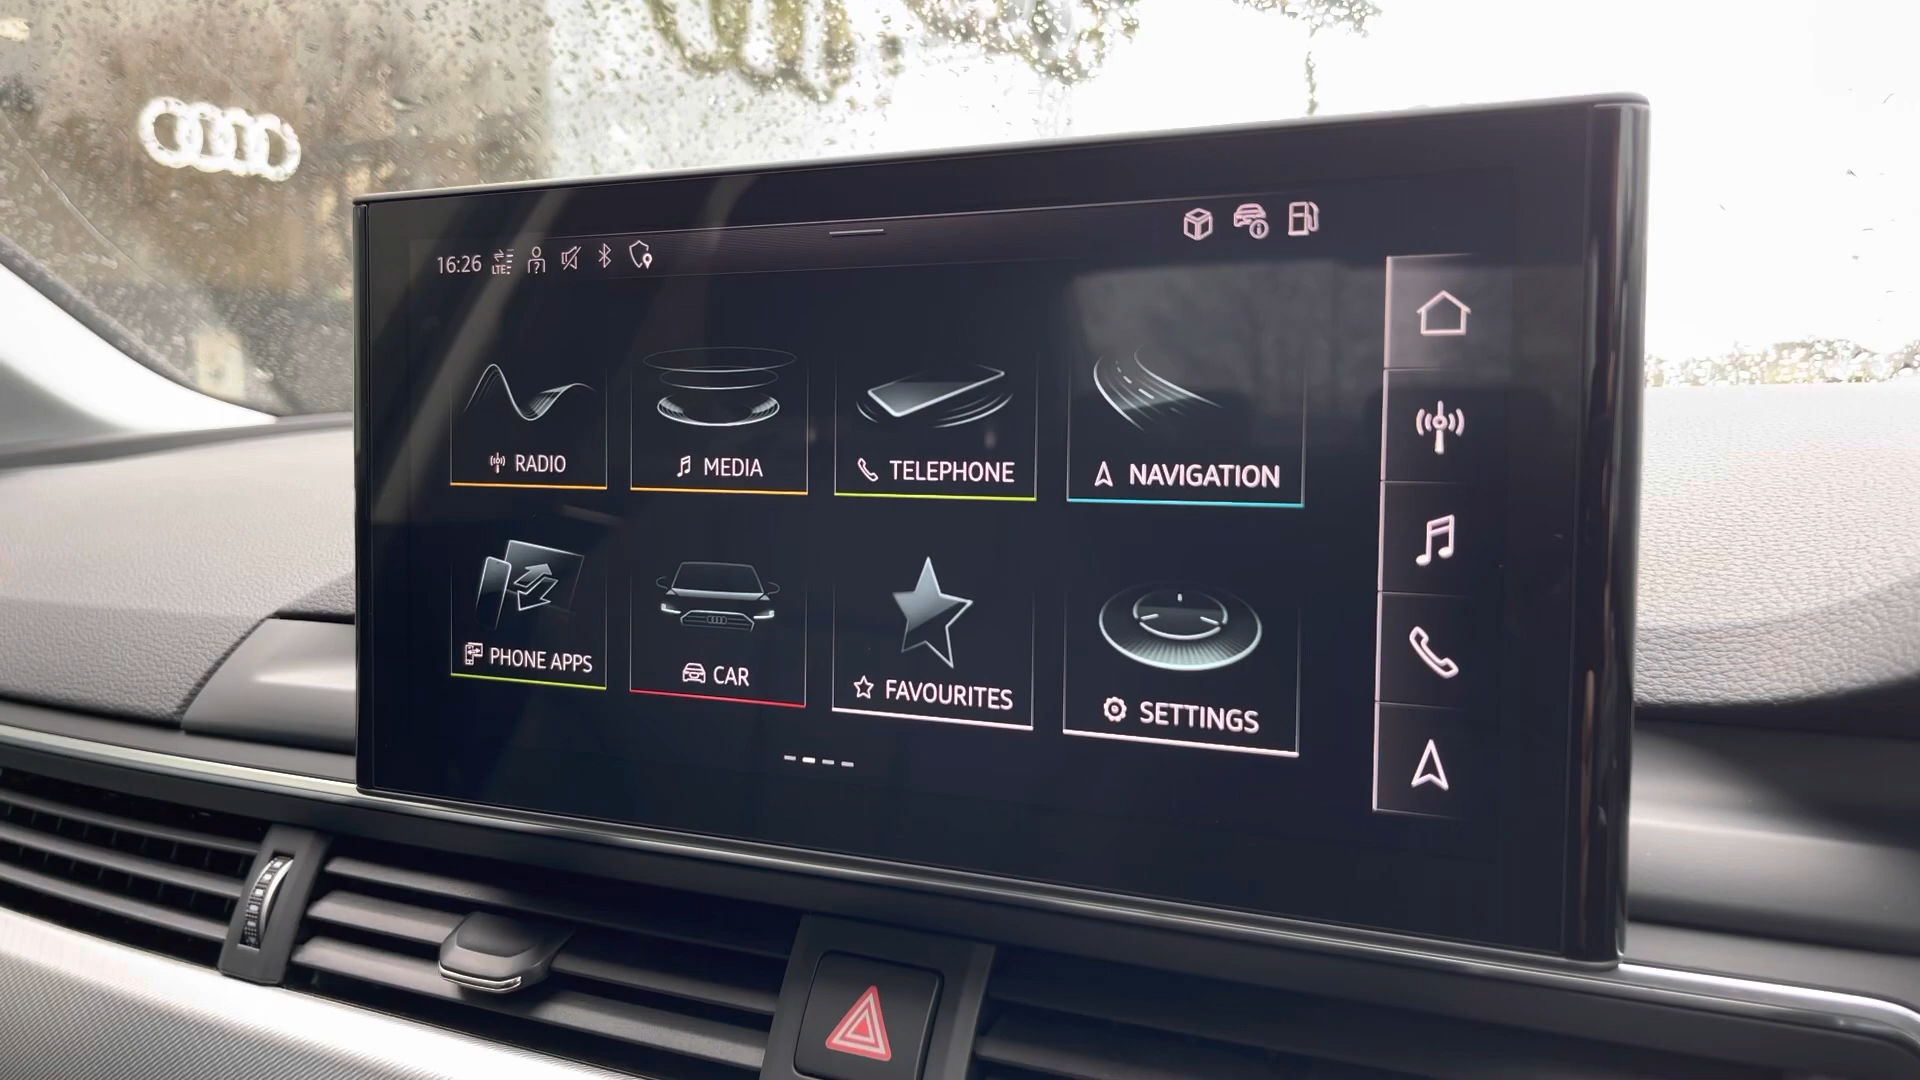 16:26 LTE
RADIO
MEDIA
TELEPHONE
NAVIGATION
PHONE APPS
CAR
FAVOURITES
SETTINGS